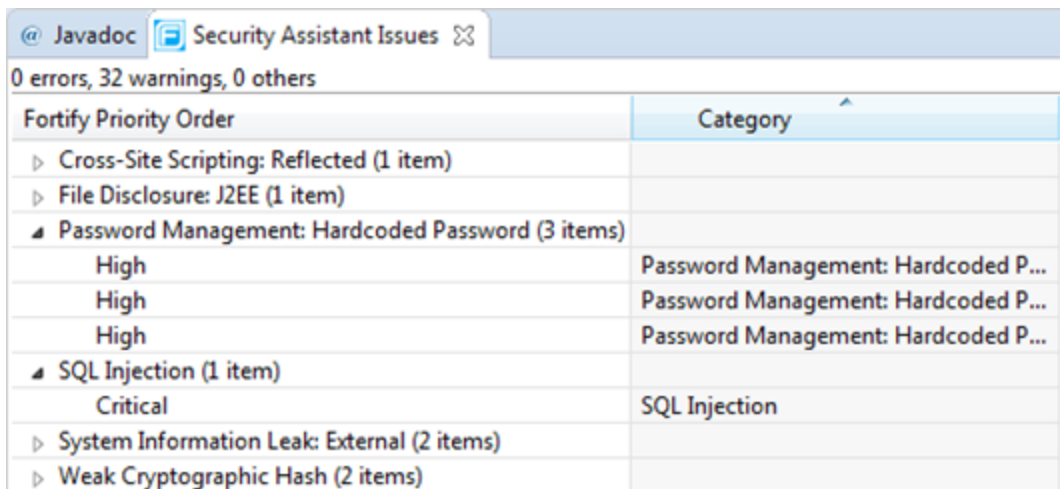 @ Javadoc Security Assistant Issues
0 errors, 32 warnings, 0 others
Fortify Priority Order Category
Cross-Site Scripting: Reflected (1 item)
File Disclosure: J2EE (1 item)
Password Management: Hardcoded Password (3 items)
High Password Management: Hardcoded P...
High Password Management: Hardcoded P...
High Password Management: Hardcoded P...
SQL Injection (1 item)
Critical SQL Injection
System Information Leak: External (2 items)
Weak Cryptographic Hash (2 items)